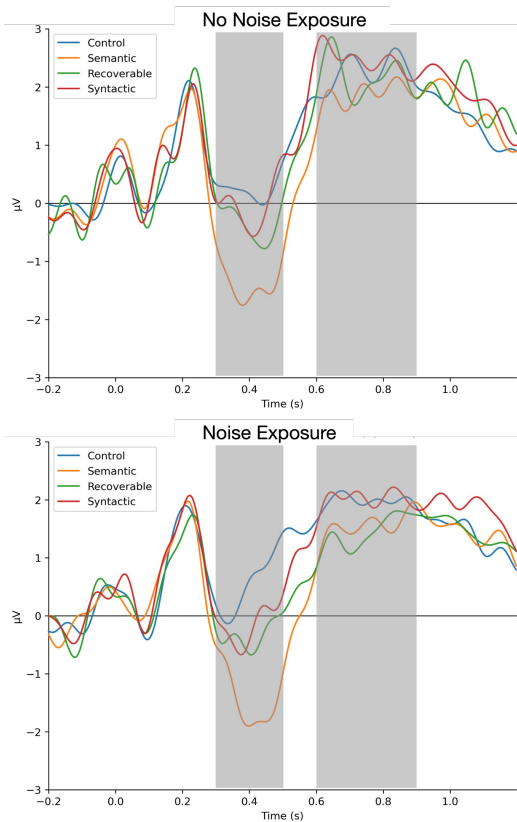 No Noise Exposure
3
2
1
0
−1
−2
−3
µV
Control
Semantic
Recoverable
Syntactic
−0.2
0.0
0.2
0.4
0.6
0.8
1.0
Time (s)
Noise Exposure
3
2
1
0
−1
−2
−3
µV
Control
Semantic
Recoverable
Syntactic
−0.2
0.0
0.2
0.4
0.6
0.8
1.0
Time (s)